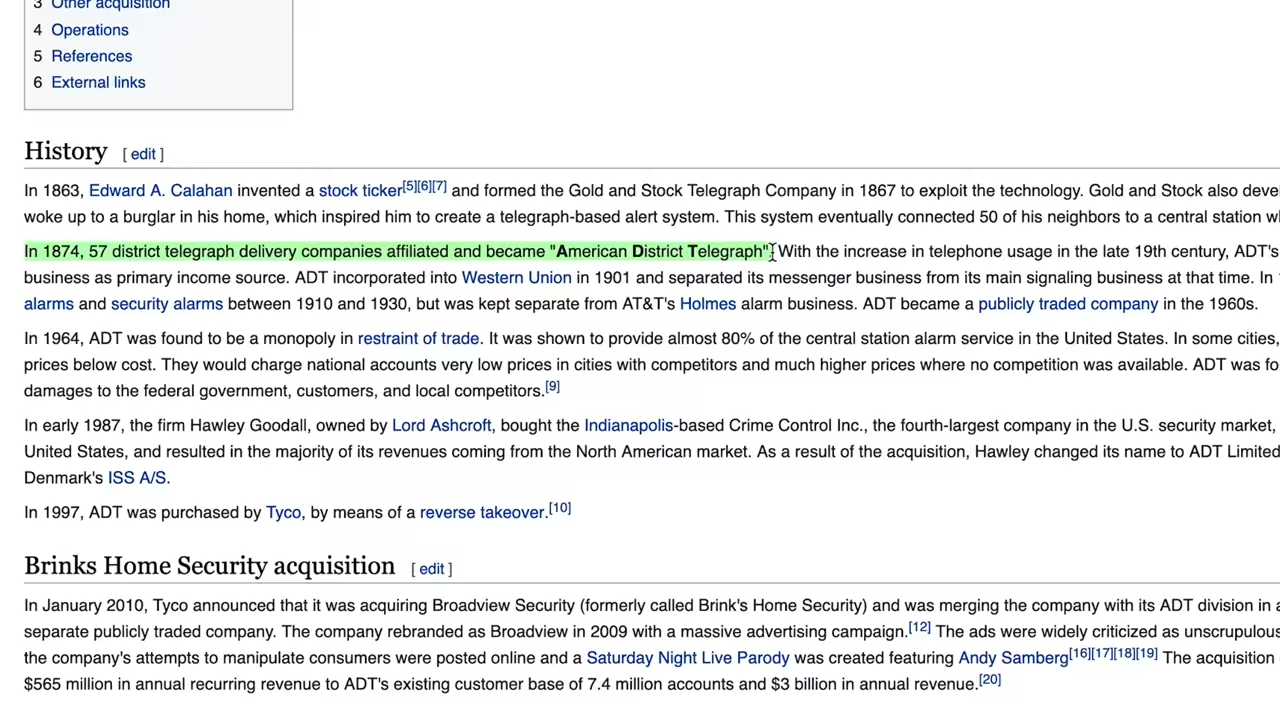 3 Other acquisition
4 Operations
5 References
6 External links
History [ edit ]
In 1863, Edward A. Calahan invented a stock ticker[5][6][7] and formed the Gold and Stock Telegraph Company in 1867 to exploit the technology. Gold and Stock also deve
woke up to a burglar in his home, which inspired him to create a telegraph-based alert system. This system eventually connected 50 of his neighbors to a central station w
In 1874, 57 district telegraph delivery companies affiliated and became "American District Telegraph". With the increase in telephone usage in the late 19th century, ADT's
business as primary income source. ADT incorporated into Western Union in 1901 and separated its messenger business from its main signaling business at that time. In
alarms and security alarms between 1910 and 1930, but was kept separate from AT&T's Holmes alarm business. ADT became a publicly traded company in the 1960s.
In 1964, ADT was found to be a monopoly in restraint of trade. It was shown to provide almost 80% of the central station alarm service in the United States. In some cities,
prices below cost. They would charge national accounts very low prices in cities with competitors and much higher prices where no competition was available. ADT was fo
damages to the federal government, customers, and local competitors.[9]
In early 1987, the firm Hawley Goodall, owned by Lord Ashcroft, bought the Indianapolis-based Crime Control Inc., the fourth-largest company in the U.S. security market,
United States, and resulted in the majority of its revenues coming from the North American market. As a result of the acquisition, Hawley changed its name to ADT Limited
Denmark's ISS A/S.
In 1997, ADT was purchased by Tyco, by means of a reverse takeover.[10]
Brinks Home Security acquisition [ edit ]
In January 2010, Tyco announced that it was acquiring Broadview Security (formerly called Brink's Home Security) and was merging the company with its ADT division in a
separate publicly traded company. The company rebranded as Broadview in 2009 with a massive advertising campaign.[12] The ads were widely criticized as unscrupulous
the company's attempts to manipulate consumers were posted online and a Saturday Night Live Parody was created featuring Andy Samberg[16][17][18][19] The acquisition
$565 million in annual recurring revenue to ADT's existing customer base of 7.4 million accounts and $3 billion in annual revenue.[20]